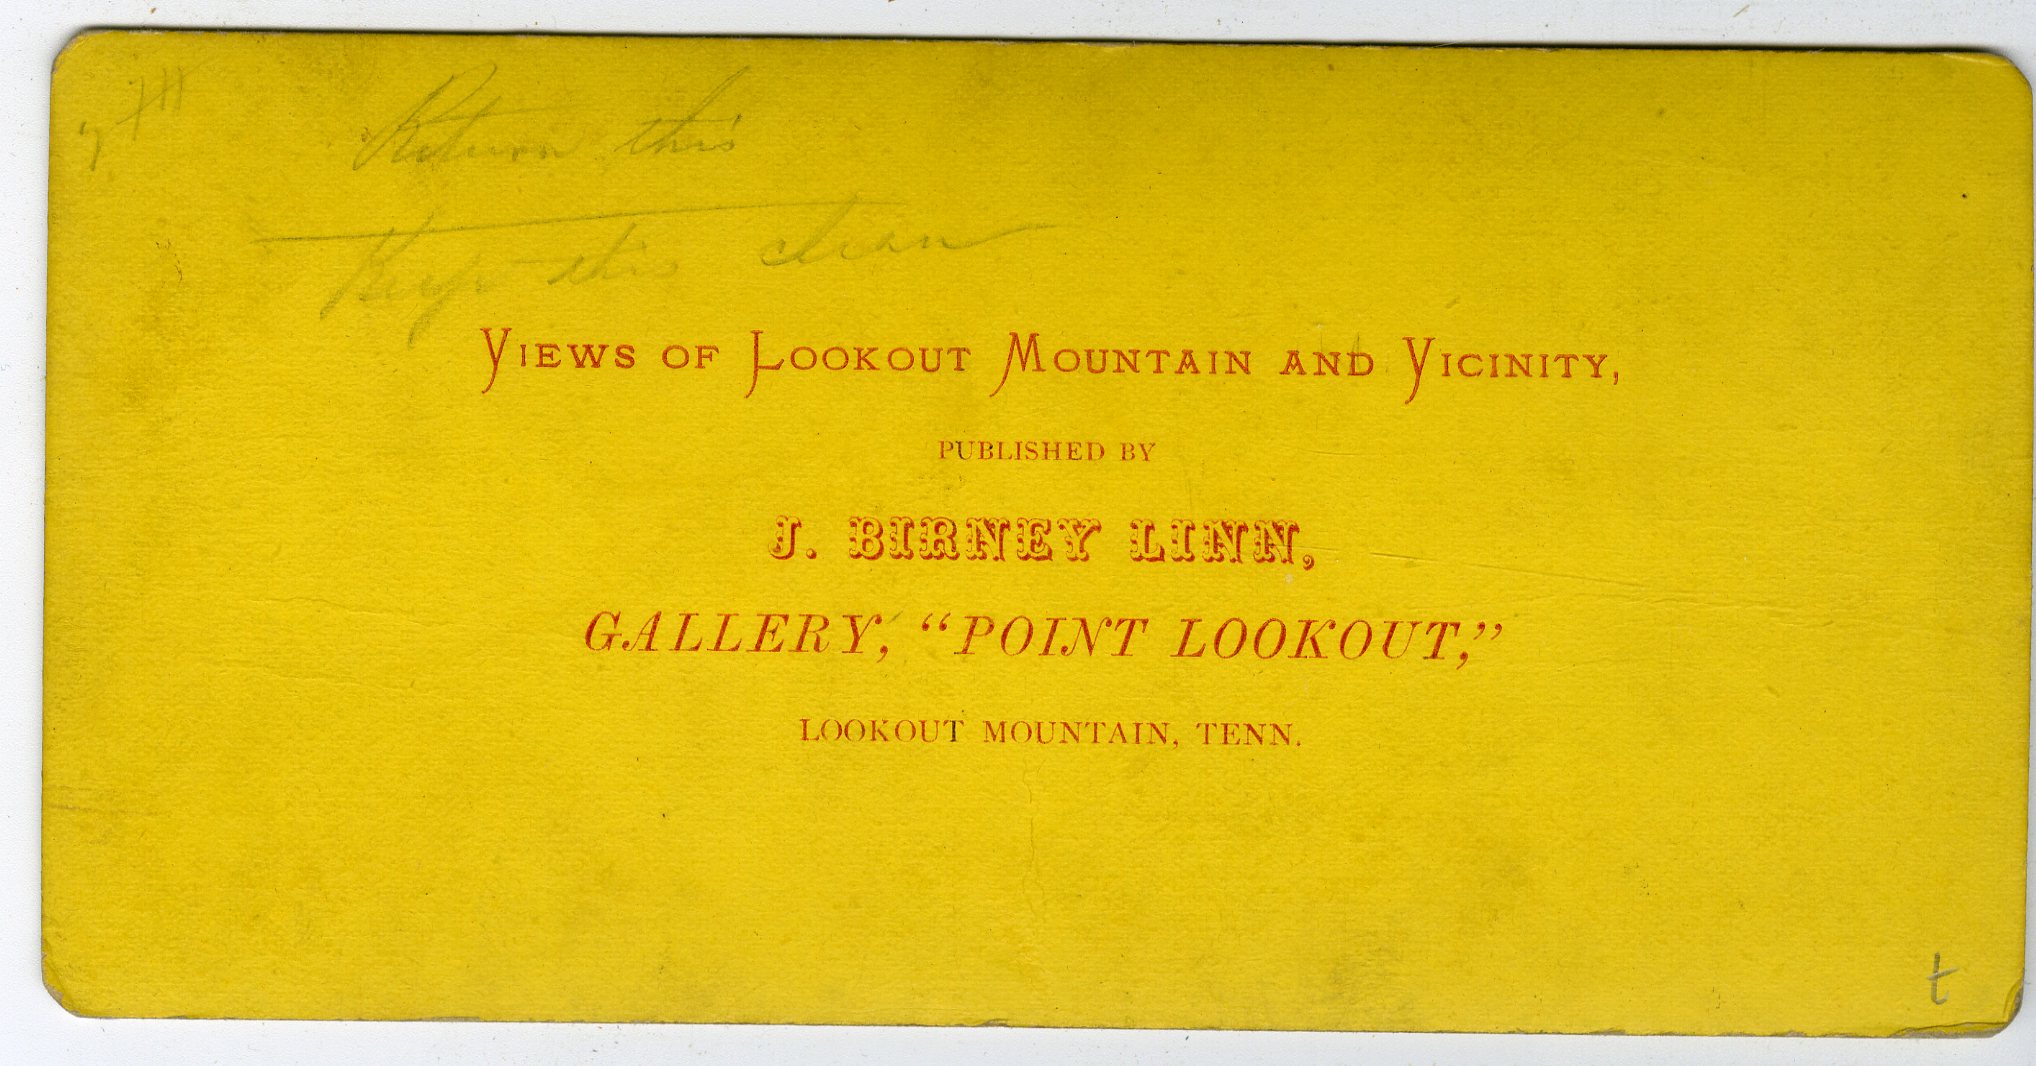 Return this
Keep this clean
VIEWS OF LOOKOUT MOUNTAIN AND VICINITY,
PUBLISHED BY
J. BIRNEY LINN,
GALLERY, "POINT LOOKOUT,"
LOOKOUT MOUNTAIN, TENN.
t